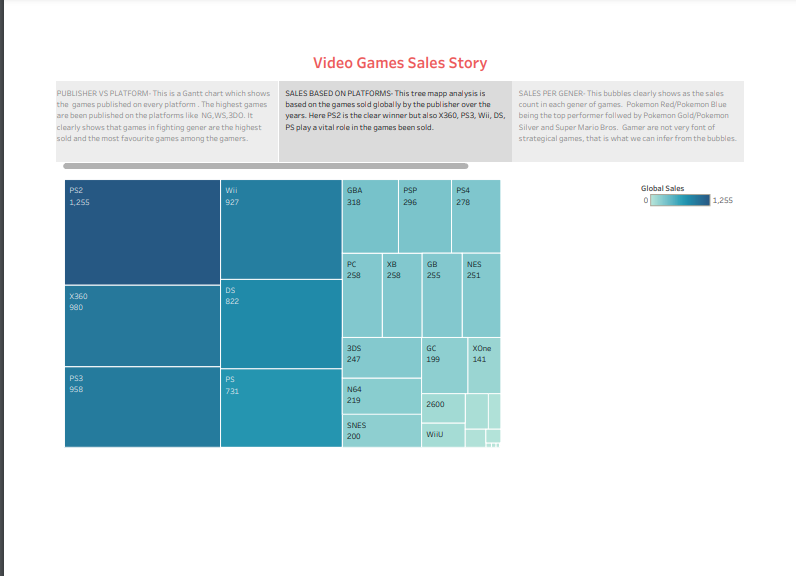 Video Games Sales Story
PUBLISHER VS PLATFORM- This is a Gantt chart which shows
the games published on every platform . The highest games
are been published on the platforms like NG,WS,3DO. It
clearly shows that games in fighting gener are the highest
sold and the most favourite games among the gamers.
SALES BASED ON PLATFORMS- This tree mapp analysis is
based on the games sold globally by the publisher over the
years. Here PS2 is the clear winner but also X360, PS3, Wii, DS,
PS play a vital role in the games been sold.
SALES PER GENER- This bubbles clearly shows as the sales
count in each gener of games. Pokemon Red/Pokemon Blue
being the top performer follwed by Pokemon Gold/Pokemon
Silver and Super Mario Bros. Gamer are not very font of
strategical games, that is what we can infer from the bubbles.
PS2
1,255
X360
980
PS3
958
Wii
927
DS
822
PS
731
GBA
318
PSP
296
PS4
278
PC
258
XB
258
GB
255
NES
251
3DS
247
N64
219
SNES
200
GC
199
XOne
141
2600
WiiU
Global Sales
0 1,255